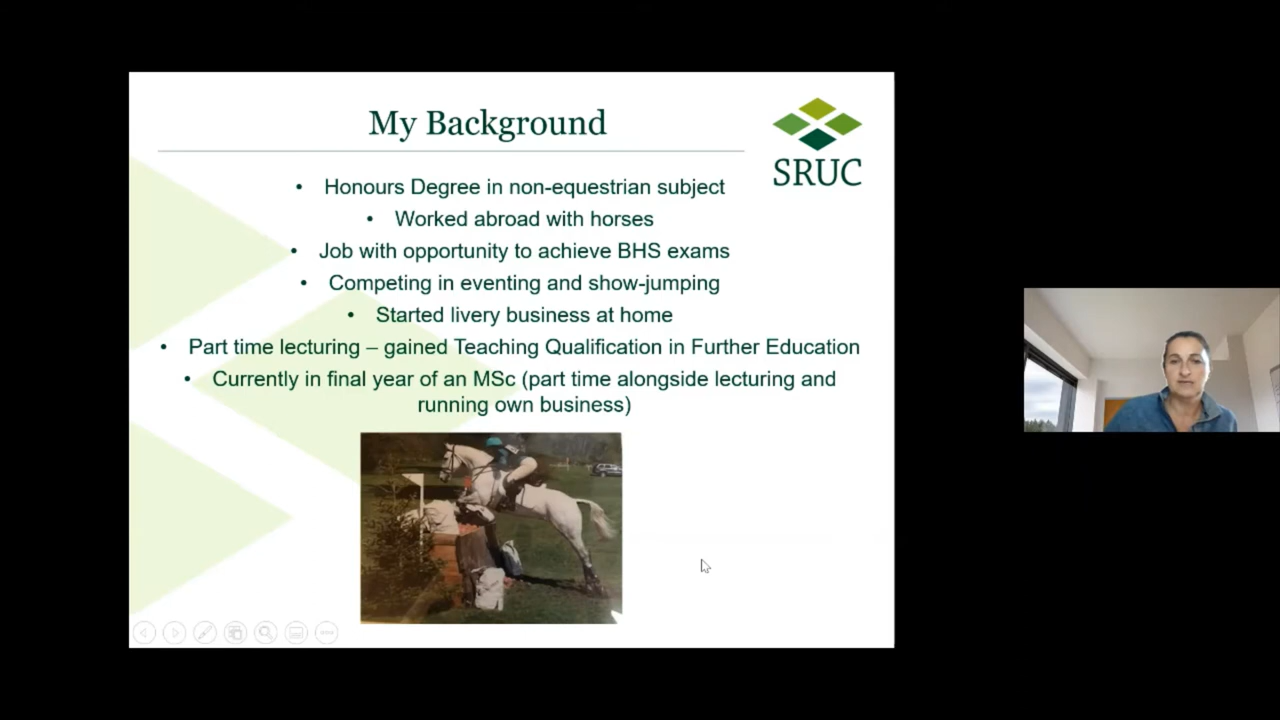 My Background
SRUC
• Honours Degree in non-equestrian subject
• Worked abroad with horses
• Job with opportunity to achieve BHS exams
• Competing in eventing and show-jumping
• Started livery business at home
• Part time lecturing – gained Teaching Qualification in Further Education
• Currently in final year of an MSc (part time alongside lecturing and
running own business)